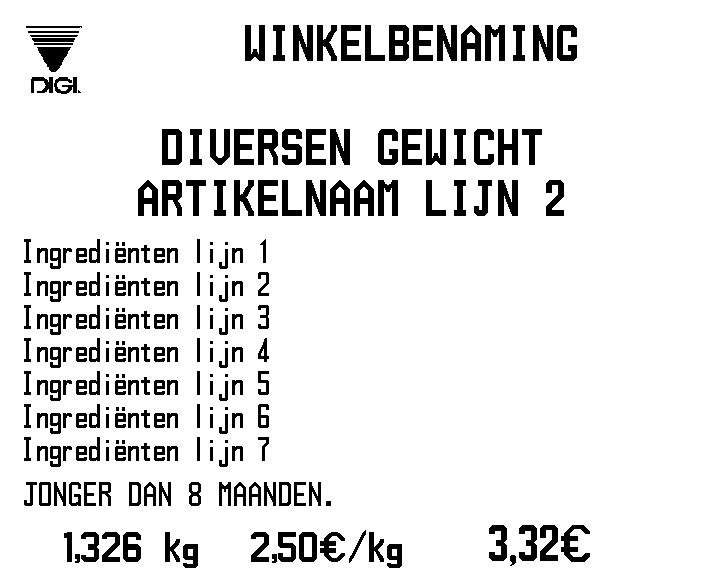 WINKELBENAMING
DIGI.
DIVERSEN GEWICHT
ARTIKELNAAM LIJN 2
Ingrediënten lijn 1
Ingrediënten lijn 2
Ingrediënten lijn 3
Ingrediënten lijn 4
Ingrediënten lijn 5
Ingrediënten lijn 6
Ingrediënten lijn 7
JONGER DAN 8 MAANDEN.
1,326 kg 2,50€/kg 3,32€